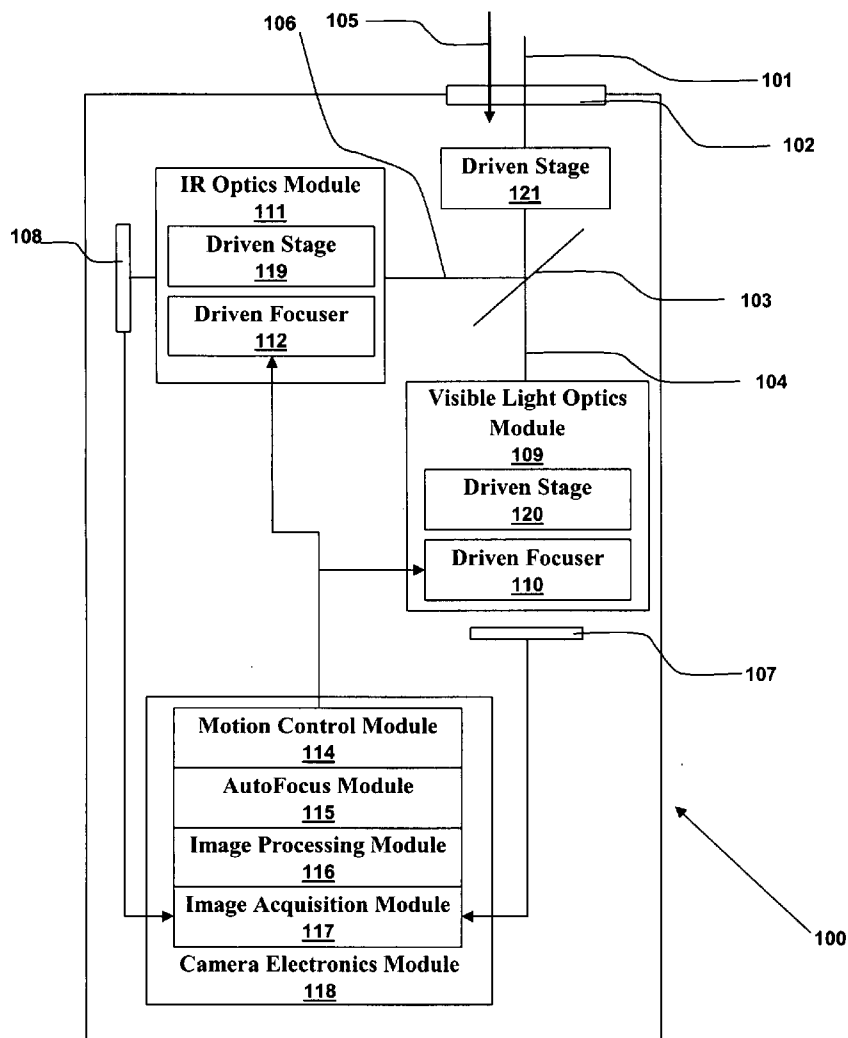 105
106
101
102
Driven Stage
121
IR Optics Module
111
108
Driven Stage
119
103
Driven Focuser
112
104
Visible Light Optics
Module
109
Driven Stage
120
Driven Focuser
110
107
Motion Control Module
114
AutoFocus Module
115
Image Processing Module
116
Image Acquisition Module
117
100
Camera Electronics Module
118